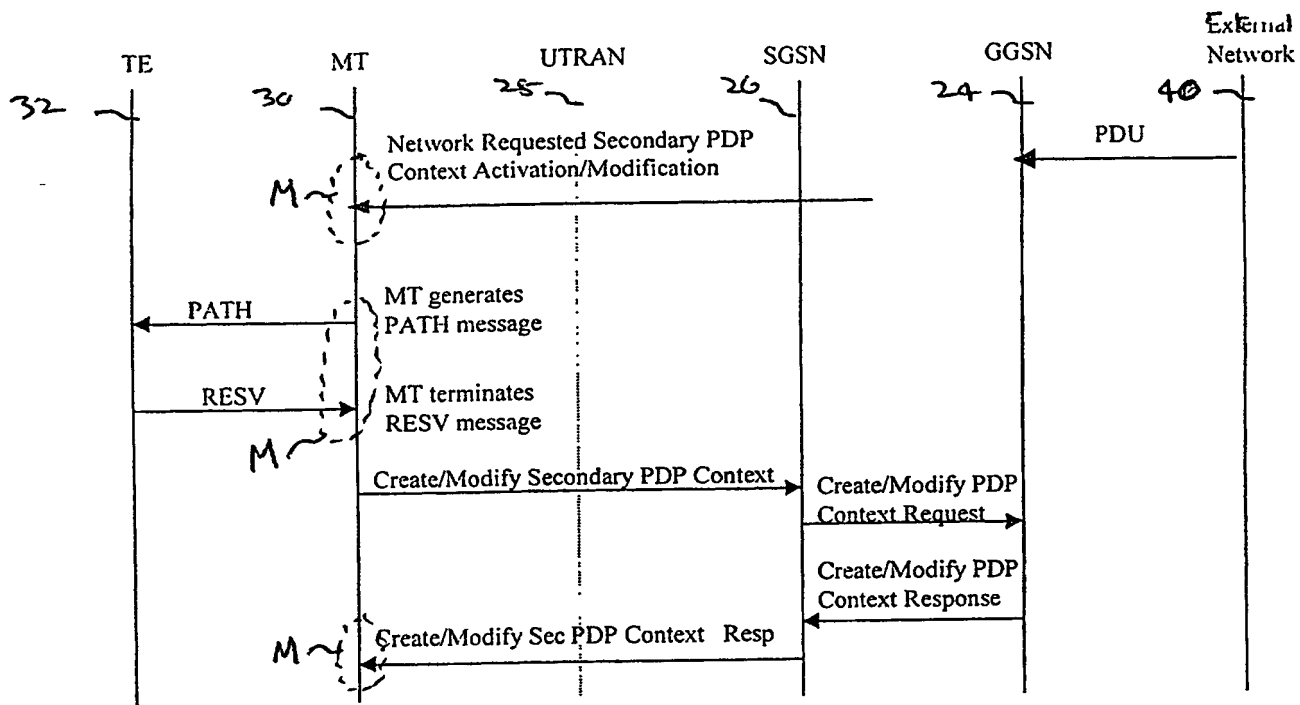 External
TE MT UTRAN SGSN GGSN Network
32 30 25 26 24 40
Network Requested Secondary PDP
Context Activation/Modification
PDU
M
PATH
MT generates
PATH message
RESV
MT terminates
RESV message
M
Create/Modify Secondary PDP Context
Create/Modify PDP
Context Request
Create/Modify PDP
Context Response
M
Create/Modify Sec PDP Context Resp